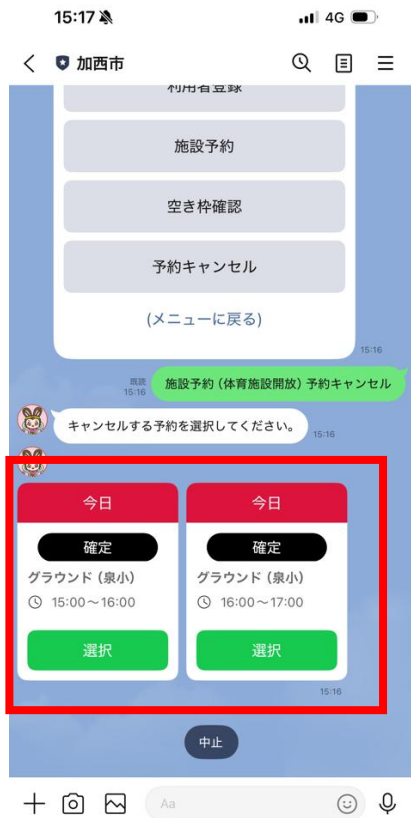 15:17
4G
加西市
利用者登録
施設予約
空き枠確認
予約キャンセル
(メニューに戻る)
15:16
既読
15:16
施設予約（体育施設開放）予約キャンセル
キャンセルする予約を選択してください。
15:16
今日
確定
グラウンド（泉小）
15:00～16:00
選択
今日
確定
グラウンド（泉小）
16:00～17:00
選択
15:16
中止
Aa